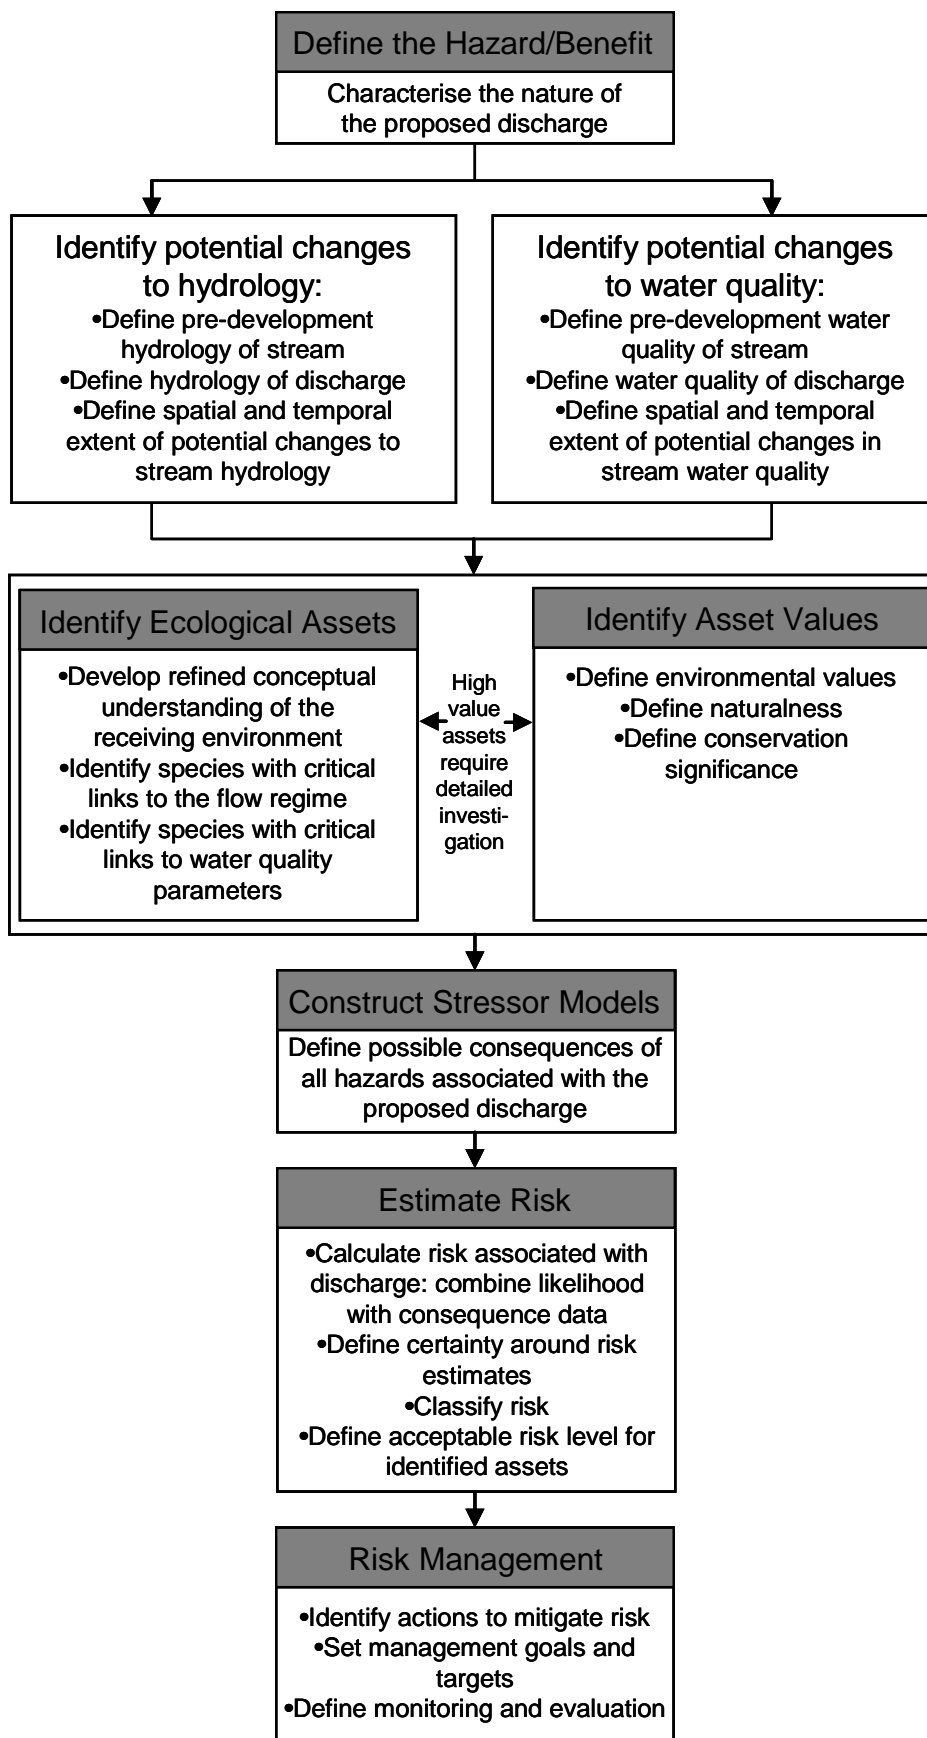 Define the Hazard/Benefit
Characterise the nature of
the proposed discharge
Identify potential changes
to hydrology:
•Define pre-development
hydrology of stream
•Define hydrology of discharge
•Define spatial and temporal
extent of potential changes to
stream hydrology
Identify potential changes
to water quality:
•Define pre-development water
quality of stream
•Define water quality of discharge
•Define spatial and temporal
extent of potential changes in
stream water quality
Identify Ecological Assets
•Develop refined conceptual
understanding of the
receiving environment
•Identify species with critical
links to the flow regime
•Identify species with critical
links to water quality
parameters
High
value
assets
require
detailed
investi-
gation
Identify Asset Values
•Define environmental values
•Define naturalness
•Define conservation
significance
Construct Stressor Models
Define possible consequences of
all hazards associated with the
proposed discharge
Estimate Risk
•Calculate risk associated with
discharge: combine likelihood
with consequence data
•Define certainty around risk
estimates
•Classify risk
•Define acceptable risk level for
identified assets
Risk Management
•Identify actions to mitigate risk
•Set management goals and
targets
•Define monitoring and evaluation